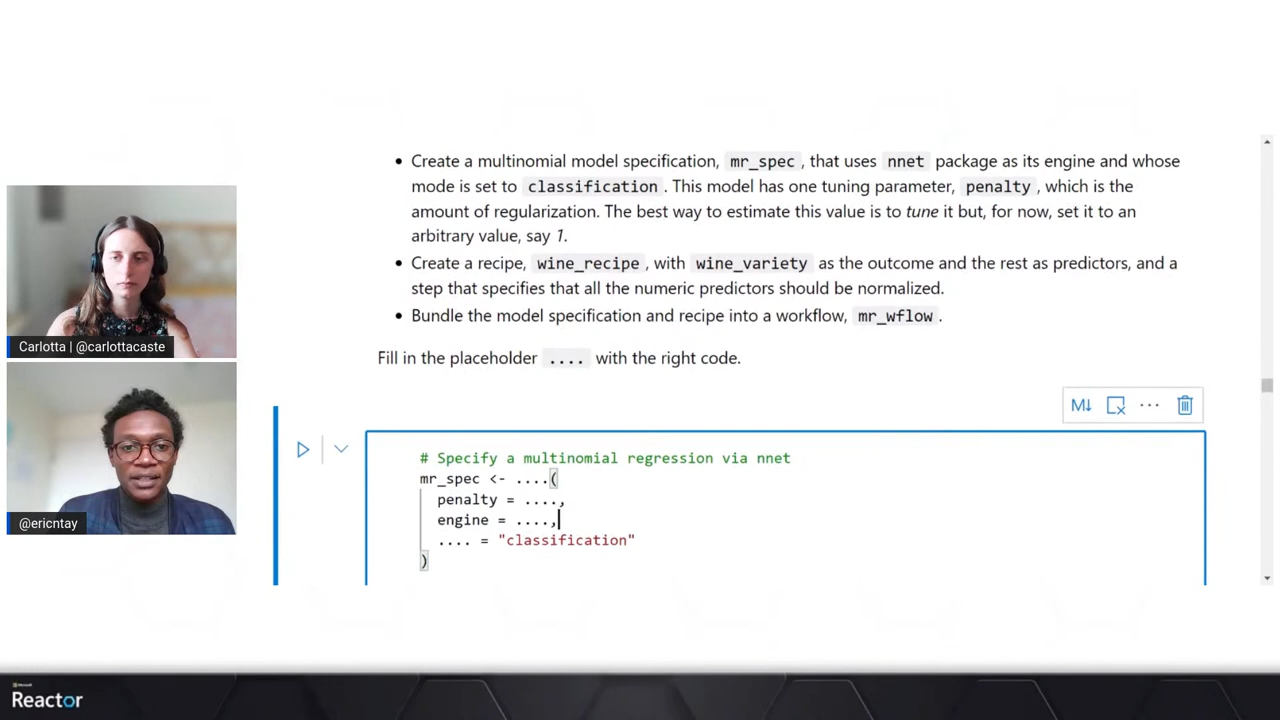 • Create a multinomial model specification, mr_spec , that uses nnet package as its engine and whose
mode is set to classification . This model has one tuning parameter, penalty , which is the
amount of regularization. The best way to estimate this value is to tune it but, for now, set it to an
arbitrary value, say 1.
• Create a recipe, wine_recipe , with wine_variety as the outcome and the rest as predictors, and a
step that specifies that all the numeric predictors should be normalized.
• Bundle the model specification and recipe into a workflow, mr_wflow .
Fill in the placeholder .... with the right code.
M↓ ···
# Specify a multinomial regression via nnet
mr_spec <- ....(
penalty = ....,
engine = ....,
.... = "classification"
)
Carlotta | @carlottacaste
@ericntay
Microsoft
Reactor